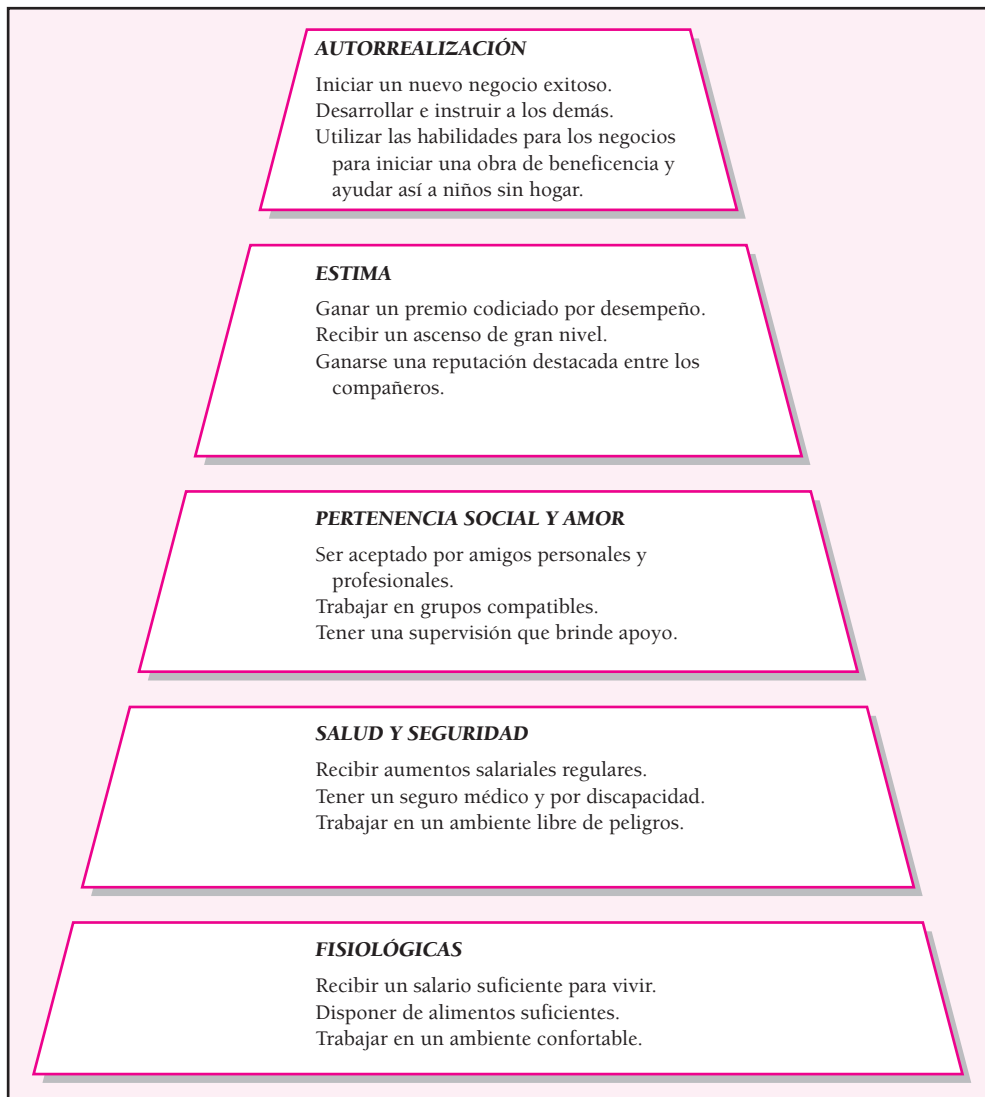 AUTORREALIZACIÓN
Iniciar un nuevo negocio exitoso.
Desarrollar e instruir a los demás.
Utilizar las habilidades para los negocios
para iniciar una obra de beneficencia y
ayudar así a niños sin hogar.
ESTIMA
Ganar un premio codiciado por desempeño.
Recibir un ascenso de gran nivel.
Ganarse una reputación destacada entre los
compañeros.
PERTENENCIA SOCIAL Y AMOR
Ser aceptado por amigos personales y
profesionales.
Trabajar en grupos compatibles.
Tener una supervisión que brinde apoyo.
SALUD Y SEGURIDAD
Recibir aumentos salariales regulares.
Tener un seguro médico y por discapacidad.
Trabajar en un ambiente libre de peligros.
FISIOLÓGICAS
Recibir un salario suficiente para vivir.
Disponer de alimentos suficientes.
Trabajar en un ambiente confortable.